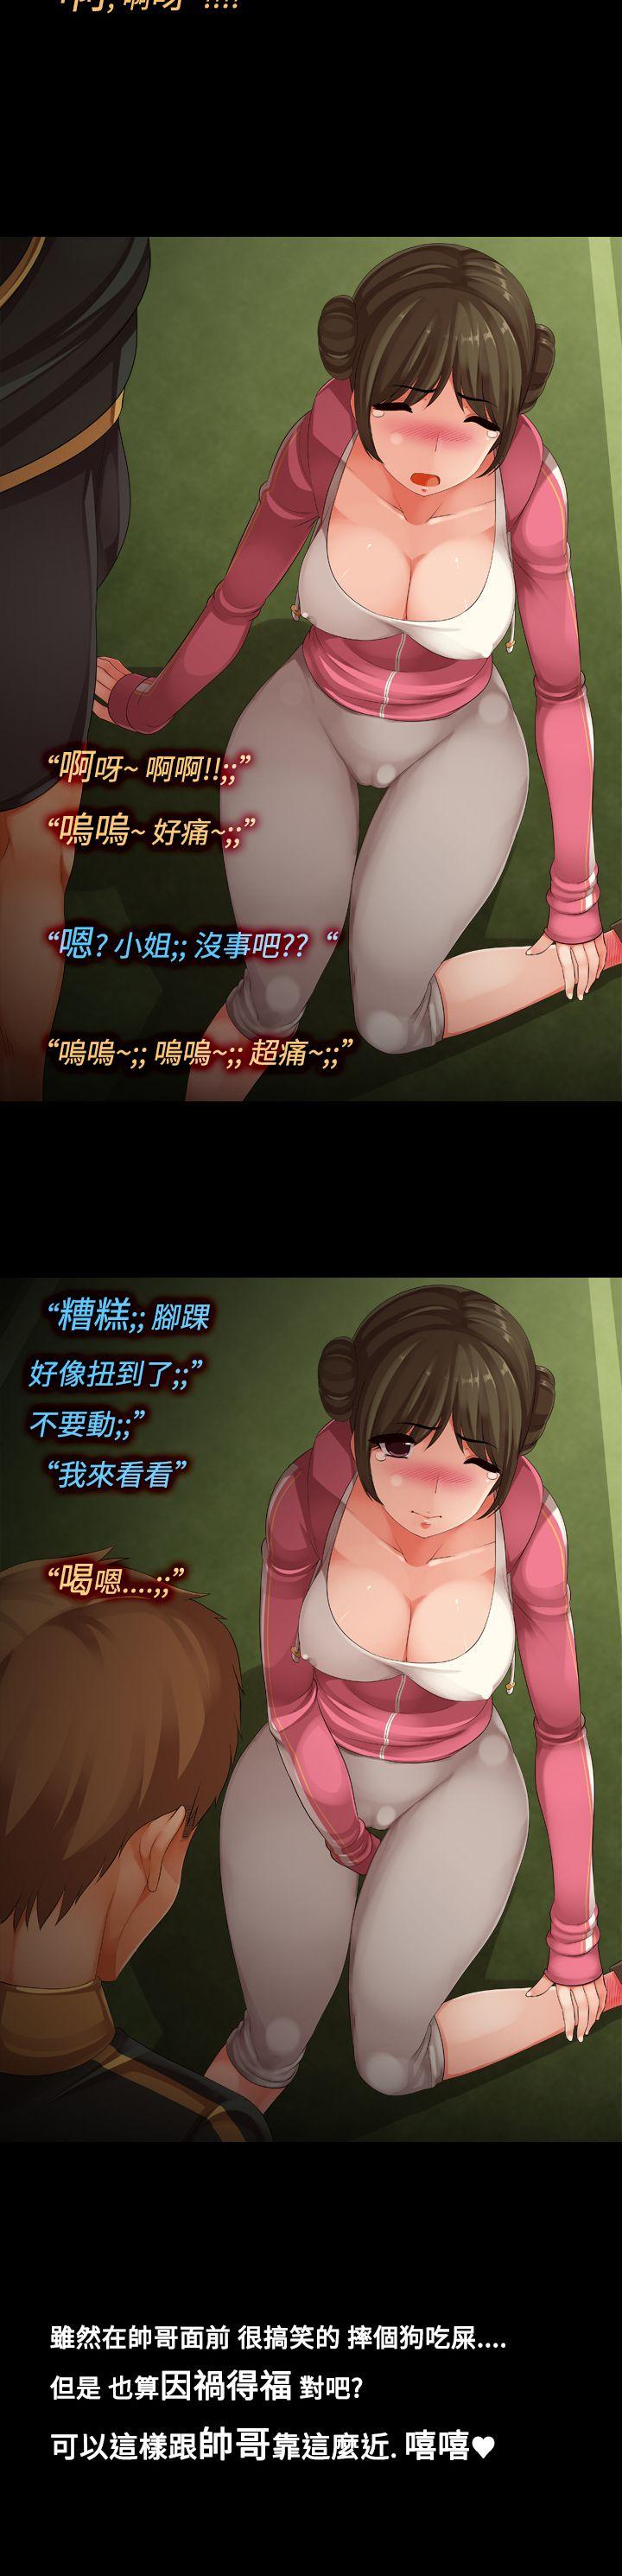 “啊, 啊呀~ !!!!
“啊呀~ 啊啊!!;;”
“嗚嗚~ 好痛~;;”
“嗯? 小姐;; 沒事吧?? “
“嗚嗚~;; 嗚嗚~;; 超痛~;;”
“糟糕;; 腳踝
好像扭到了;;”
不要動;;”
“我來看看”
“喝嗯....;;”
雖然在帥哥面前 很搞笑的 摔個狗吃屎....
但是 也算因禍得福 對吧?
可以這樣跟帥哥靠這麼近. 嘻嘻♥